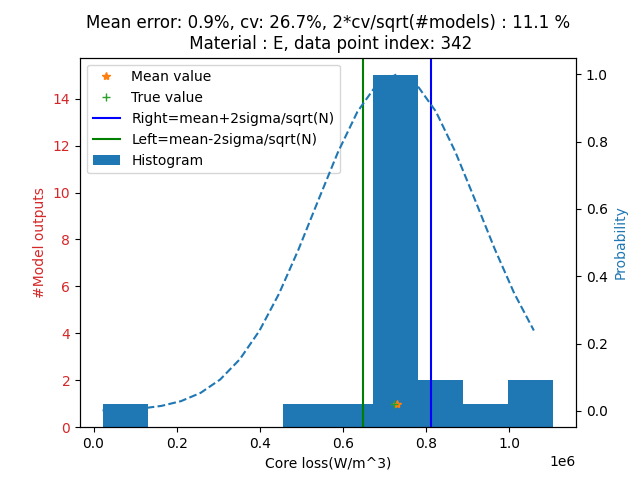 Mean error: 0.9%, cv: 26.7%, 2*cv/sqrt(#models) : 11.1 %
Material : E, data point index: 342
Mean value
True value
Right=mean+2sigma/sqrt(N)
Left=mean-2sigma/sqrt(N)
Histogram
#Model outputs
14
12
10
8
6
4
2
0
1.0
0.8
0.6
0.4
0.2
0.0
Probability
0.0 0.2 0.4 0.6 0.8 1.0
1e6
Core loss(W/m^3)